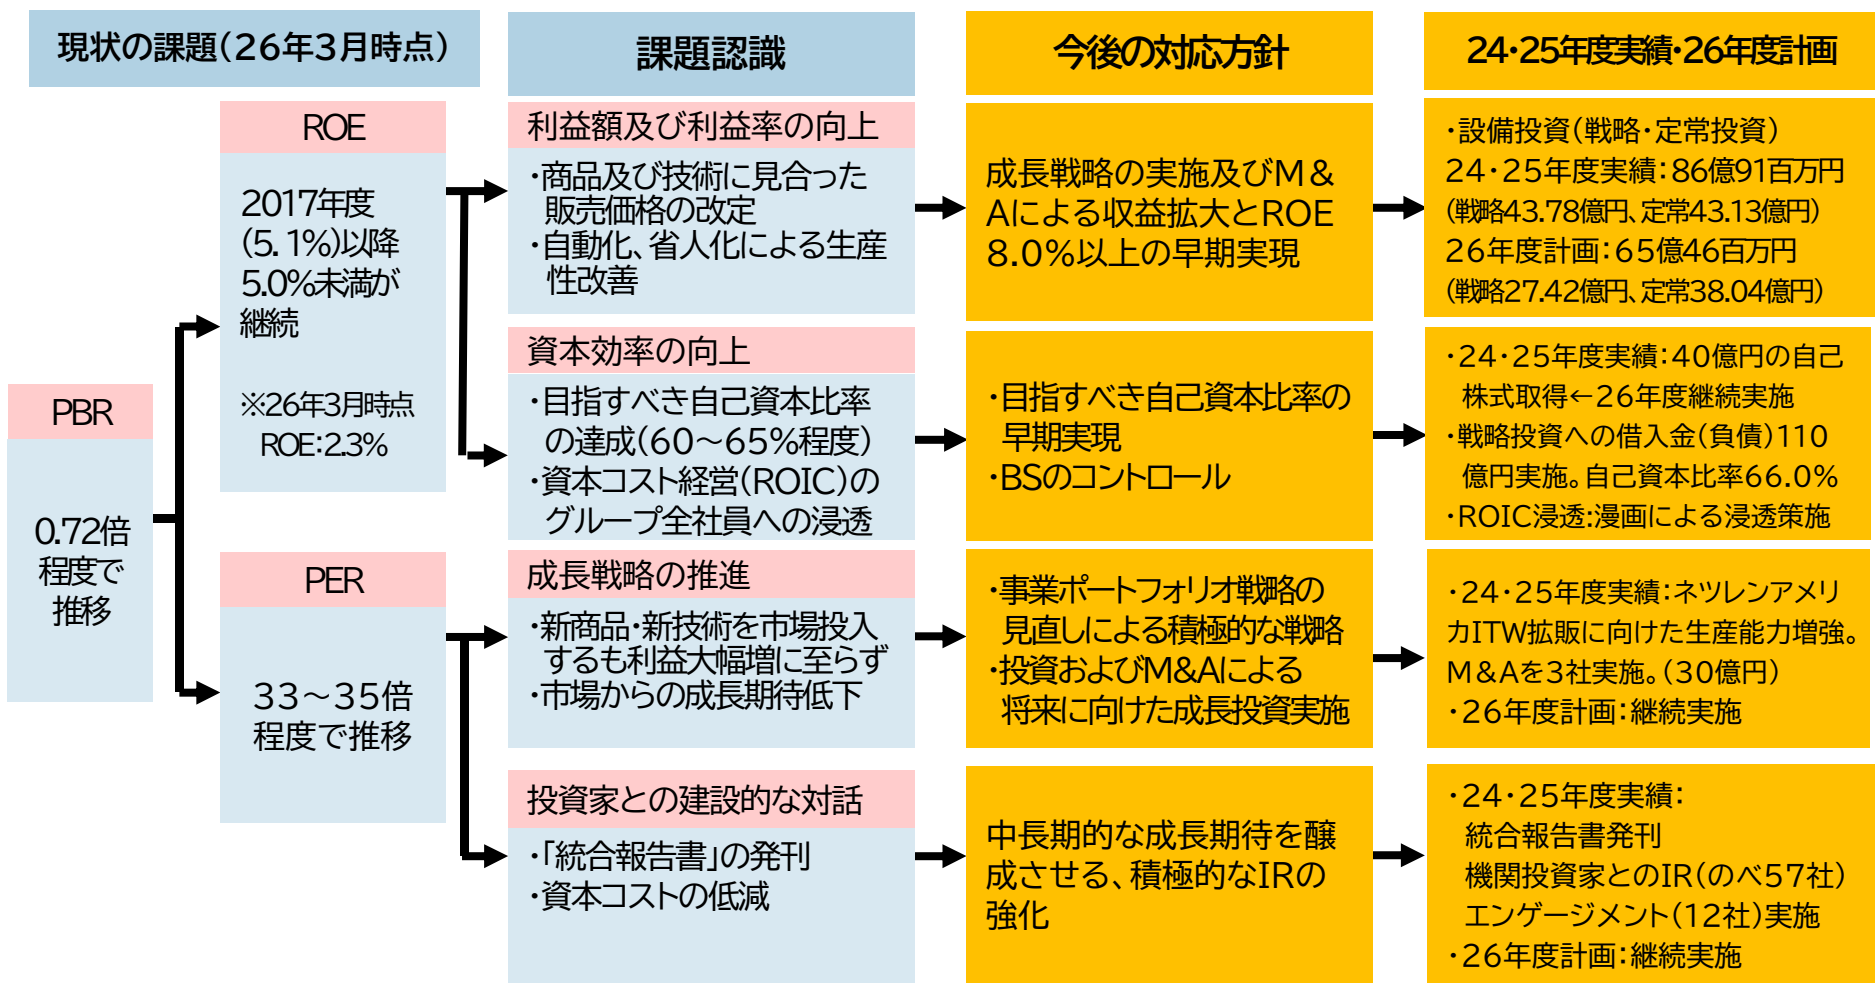 現状の課題(26年3月時点)
課題認識
今後の対応方針
24・25年度実績・26年度計画
PBR
0.72倍
程度で
推移
ROE
2017年度
(5.1%)以降
5.0%未満が
継続
※26年3月時点
ROE:2.3%
PER
33～35倍
程度で推移
利益額及び利益率の向上
・商品及び技術に見合った
販売価格の改定
・自動化、省人化による生産
性改善
成長戦略の実施及びM&
Aによる収益拡大とROE
8.0%以上の早期実現
・設備投資(戦略・定常投資)
24・25年度実績:86億91百万円
(戦略43.78億円、定常43.13億円)
26年度計画:65億46百万円
(戦略27.42億円、定常38.04億円)
資本効率の向上
・目指すべき自己資本比率
の達成(60～65%程度)
・資本コスト経営(ROIC)の
グループ全社員への浸透
・目指すべき自己資本比率の
早期実現
・BSのコントロール
・24・25年度実績:40億円の自己
株式取得←26年度継続実施
・戦略投資への借入金(負債)110
億円実施。自己資本比率66.0%
・ROIC浸透:漫画による浸透策施
成長戦略の推進
・新商品・新技術を市場投入
するも利益大幅増に至らず
・市場からの成長期待低下
・事業ポートフォリオ戦略の
見直しによる積極的な戦略
・投資およびM&Aによる
将来に向けた成長投資実施
・24・25年度実績:ネツレンアメリ
カITW拡販に向けた生産能力増強。
M&Aを3社実施。(30億円)
・26年度計画:継続実施
投資家との建設的な対話
・「統合報告書」の発刊
・資本コストの低減
中長期的な成長期待を醸
成させる、積極的なIRの
強化
・24・25年度実績:
統合報告書発刊
機関投資家とのIR(のべ57社)
エンゲージメント(12社)実施
・26年度計画:継続実施